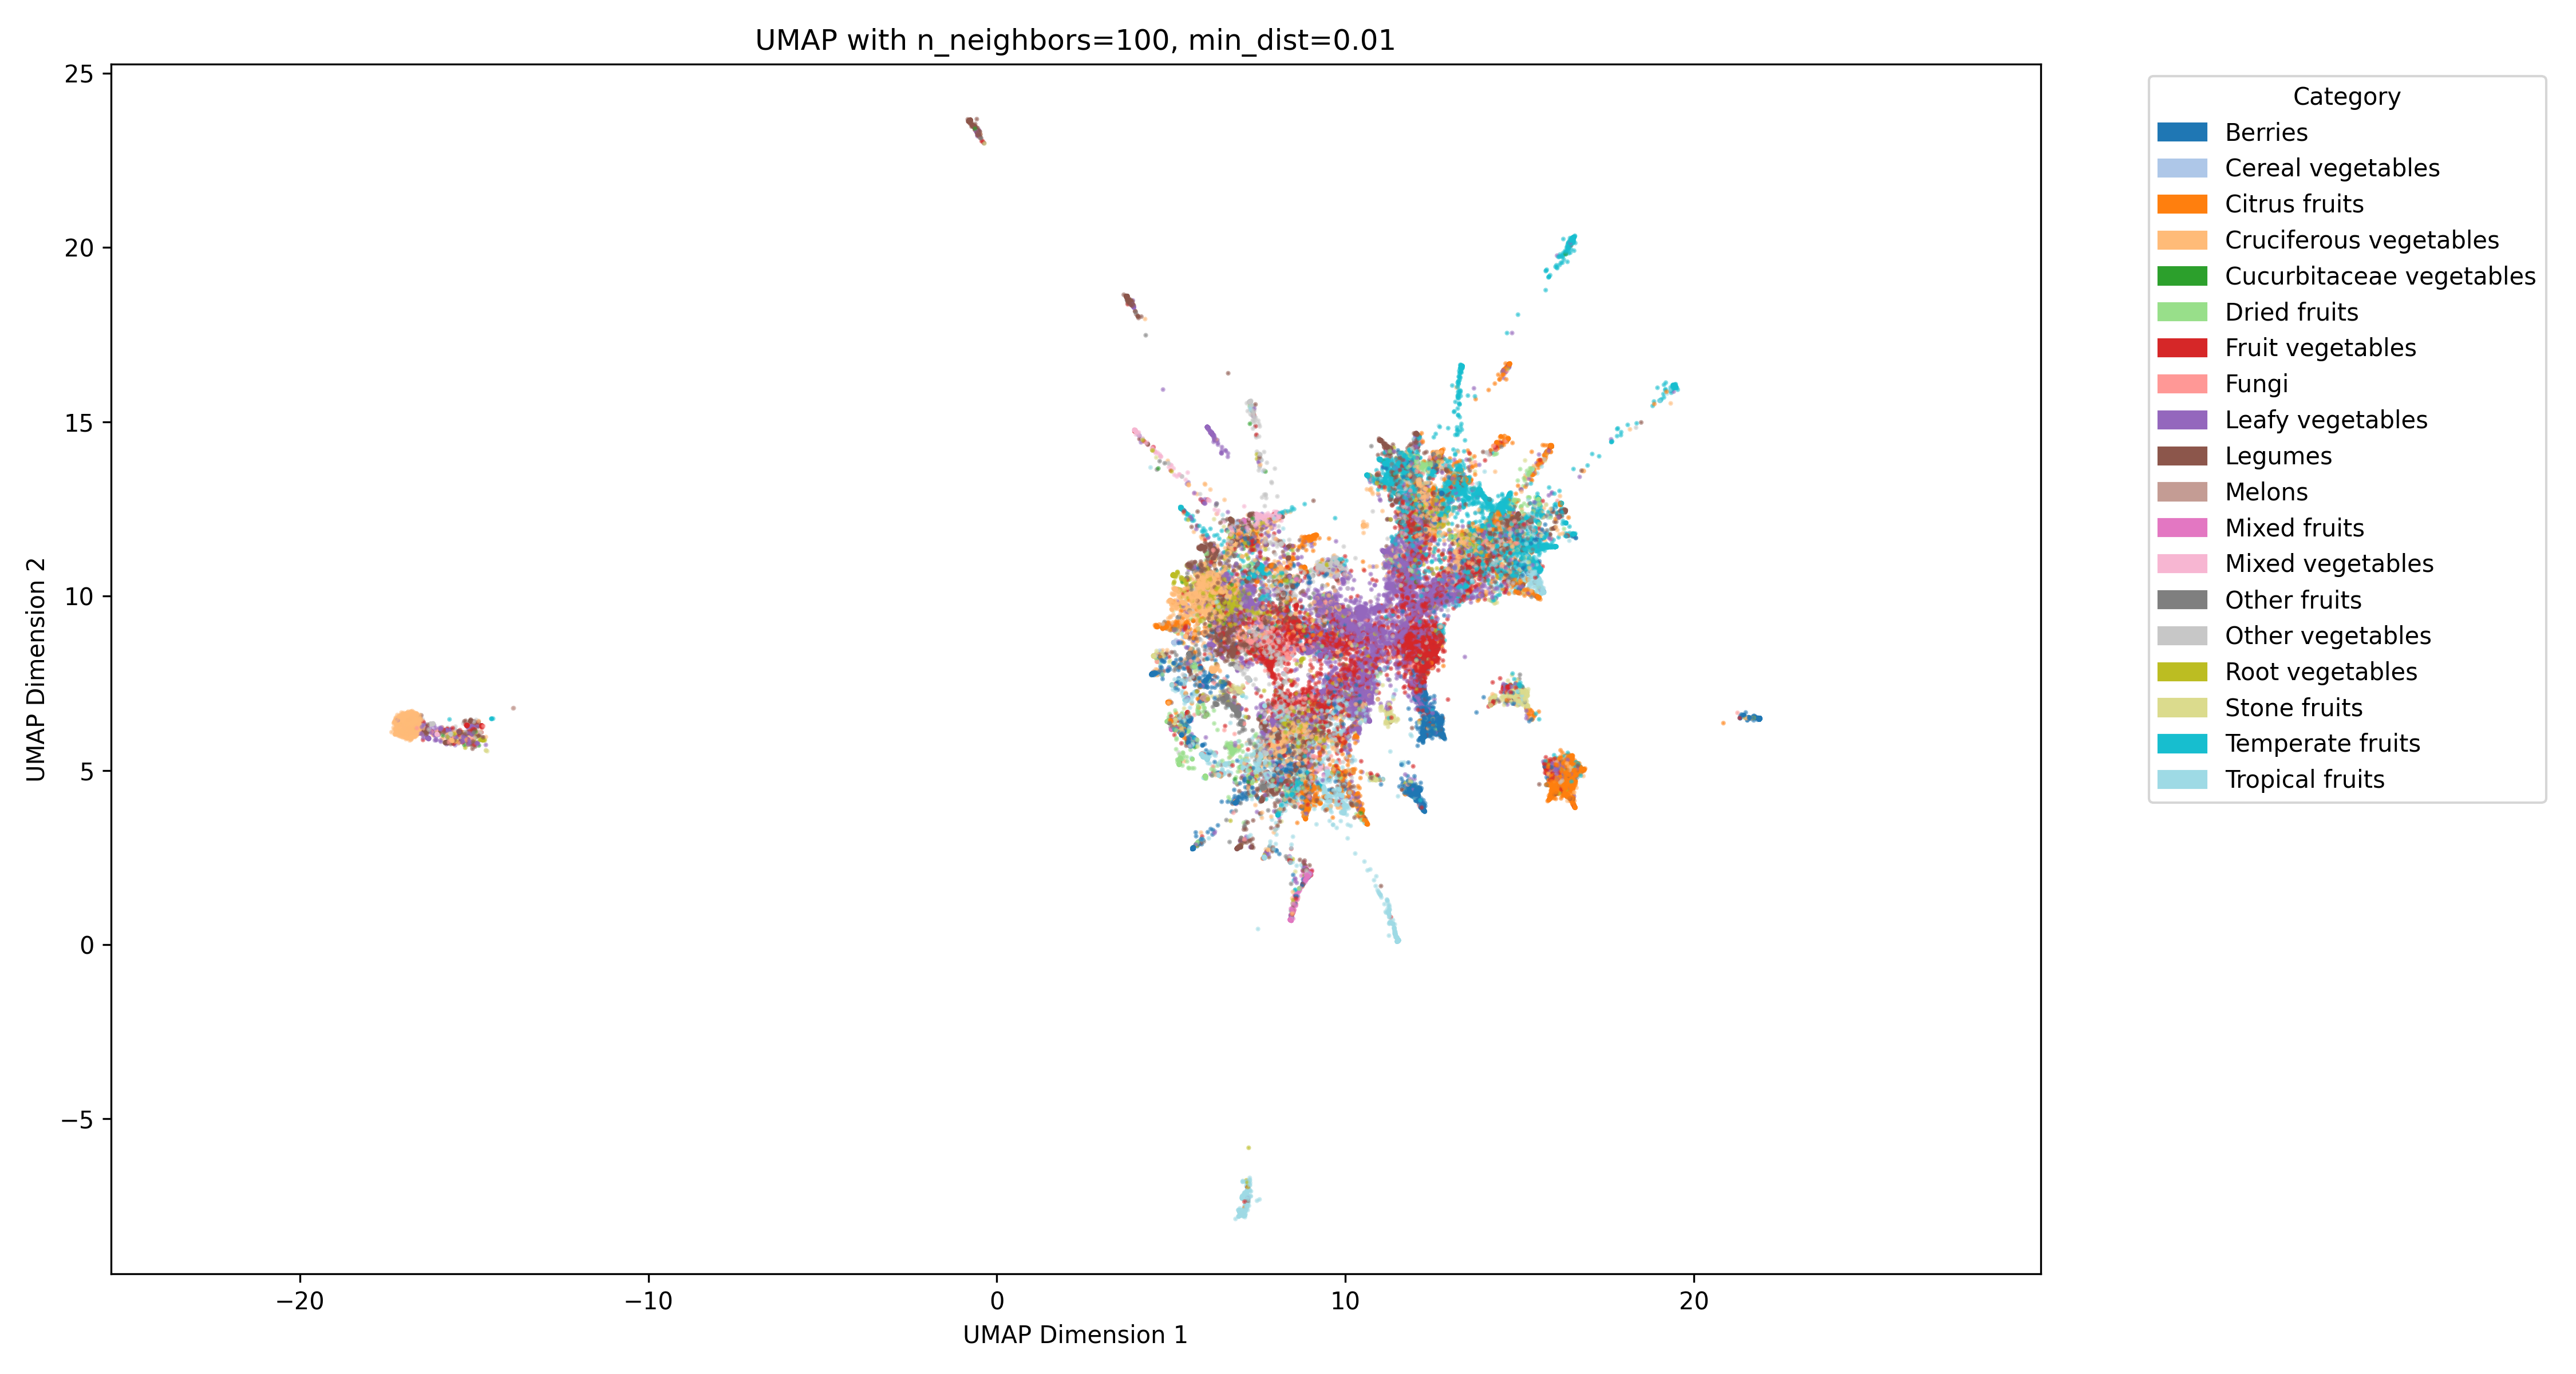 UMAP with n_neighbors=100, min_dist=0.01
25
20
15
10
5
0
−5
UMAP Dimension 2
−20
−10
0
10
20
UMAP Dimension 1
Category
Berries
Cereal vegetables
Citrus fruits
Cruciferous vegetables
Cucurbitaceae vegetables
Dried fruits
Fruit vegetables
Fungi
Leafy vegetables
Legumes
Melons
Mixed fruits
Mixed vegetables
Other fruits
Other vegetables
Root vegetables
Stone fruits
Temperate fruits
Tropical fruits